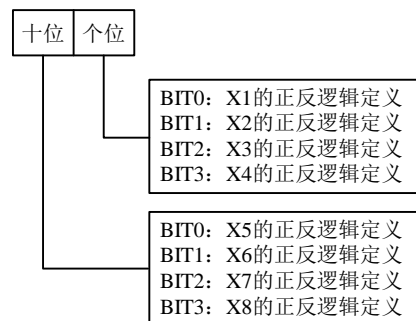 十位 个位
BIT0：X1的正反逻辑定义
BIT1：X2的正反逻辑定义
BIT2：X3的正反逻辑定义
BIT3：X4的正反逻辑定义
BIT0：X5的正反逻辑定义
BIT1：X6的正反逻辑定义
BIT2：X7的正反逻辑定义
BIT3：X8的正反逻辑定义